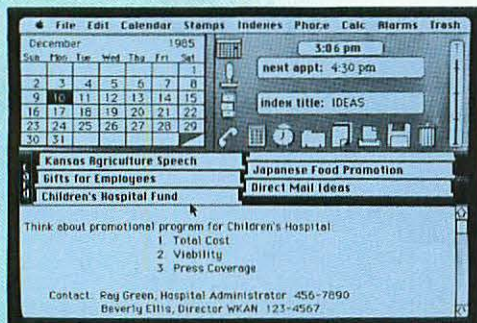 File Edit Calendar Stamps Indexes Phone Calc Alarms Trash
December 1985
Sun Mon Tue Wed Thu Fri Sat
1
2 3 4 5 6 7 8
9 10 11 12 13 14 15
16 17 18 19 20 21 22
23 24 25 26 27 28 29
30 31
3:06 pm
next appt: 4:30 pm
index title: IDEAS
Kansas Agriculture Speech
Gifts for Employees
Children's Hospital Fund
Japanese Food Promotion
Direct Mail Ideas
Think about promotional program for Children's Hospital:
1 Total Cost
2 Viability
3 Press Coverage
Contact: Ray Green, Hospital Administrator 456-7890
Beverly Ellis, Director WKAN 123-4567